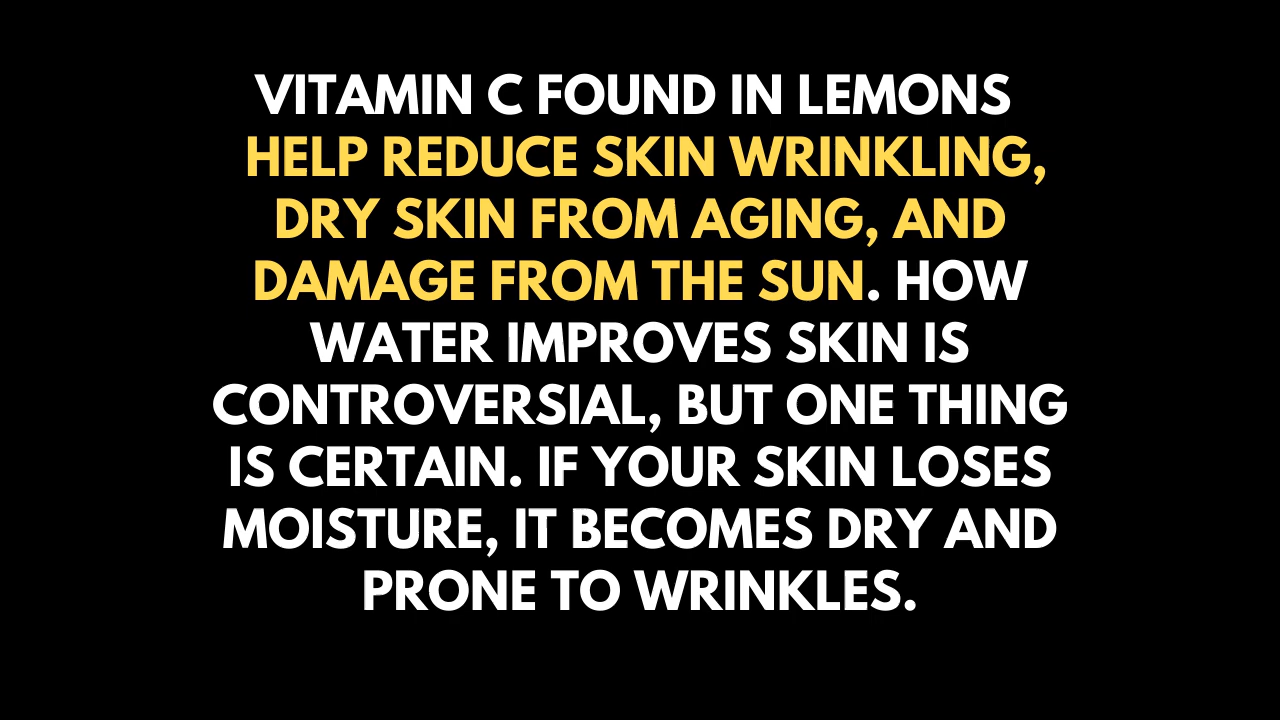 VITAMIN C FOUND IN LEMONS
HELP REDUCE SKIN WRINKLING,
DRY SKIN FROM AGING, AND
DAMAGE FROM THE SUN. HOW
WATER IMPROVES SKIN IS
CONTROVERSIAL, BUT ONE THING
IS CERTAIN. IF YOUR SKIN LOSES
MOISTURE, IT BECOMES DRY AND
PRONE TO WRINKLES.